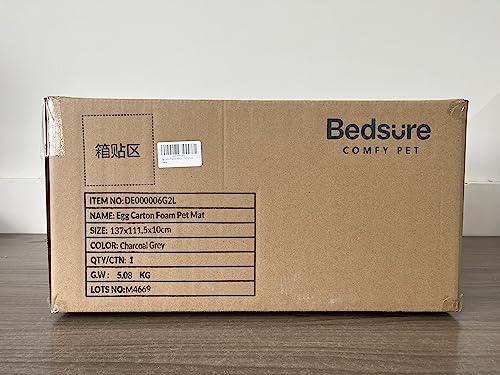 Bedsure
COMFY PET
箱贴区
ITEM NO: DE000006G2L
NAME: Egg Carton Foam Pet Mat
SIZE: 137x111.5x10cm
COLOR: Charcoal Grey
QTY/CTN: 1
G.W : 5.08 KG
LOTS NO: M4669